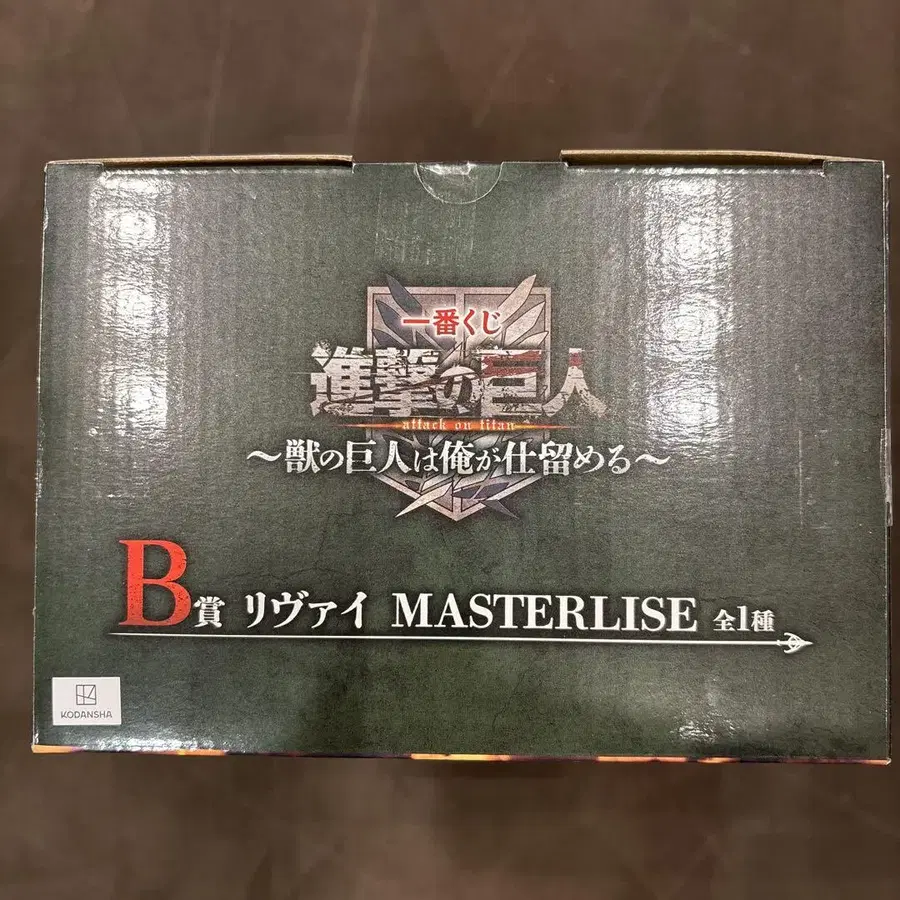 一番くじ
進撃の巨人
attack on titan
～獣の巨人は俺が仕留める～
B賞 リヴァイ MASTERLISE 全1種
KODANSHA